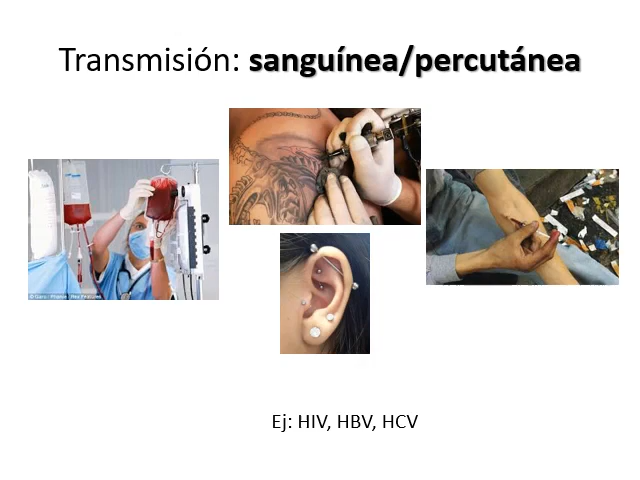 Transmisión: sanguínea/percutánea
Ej: HIV, HBV, HCV